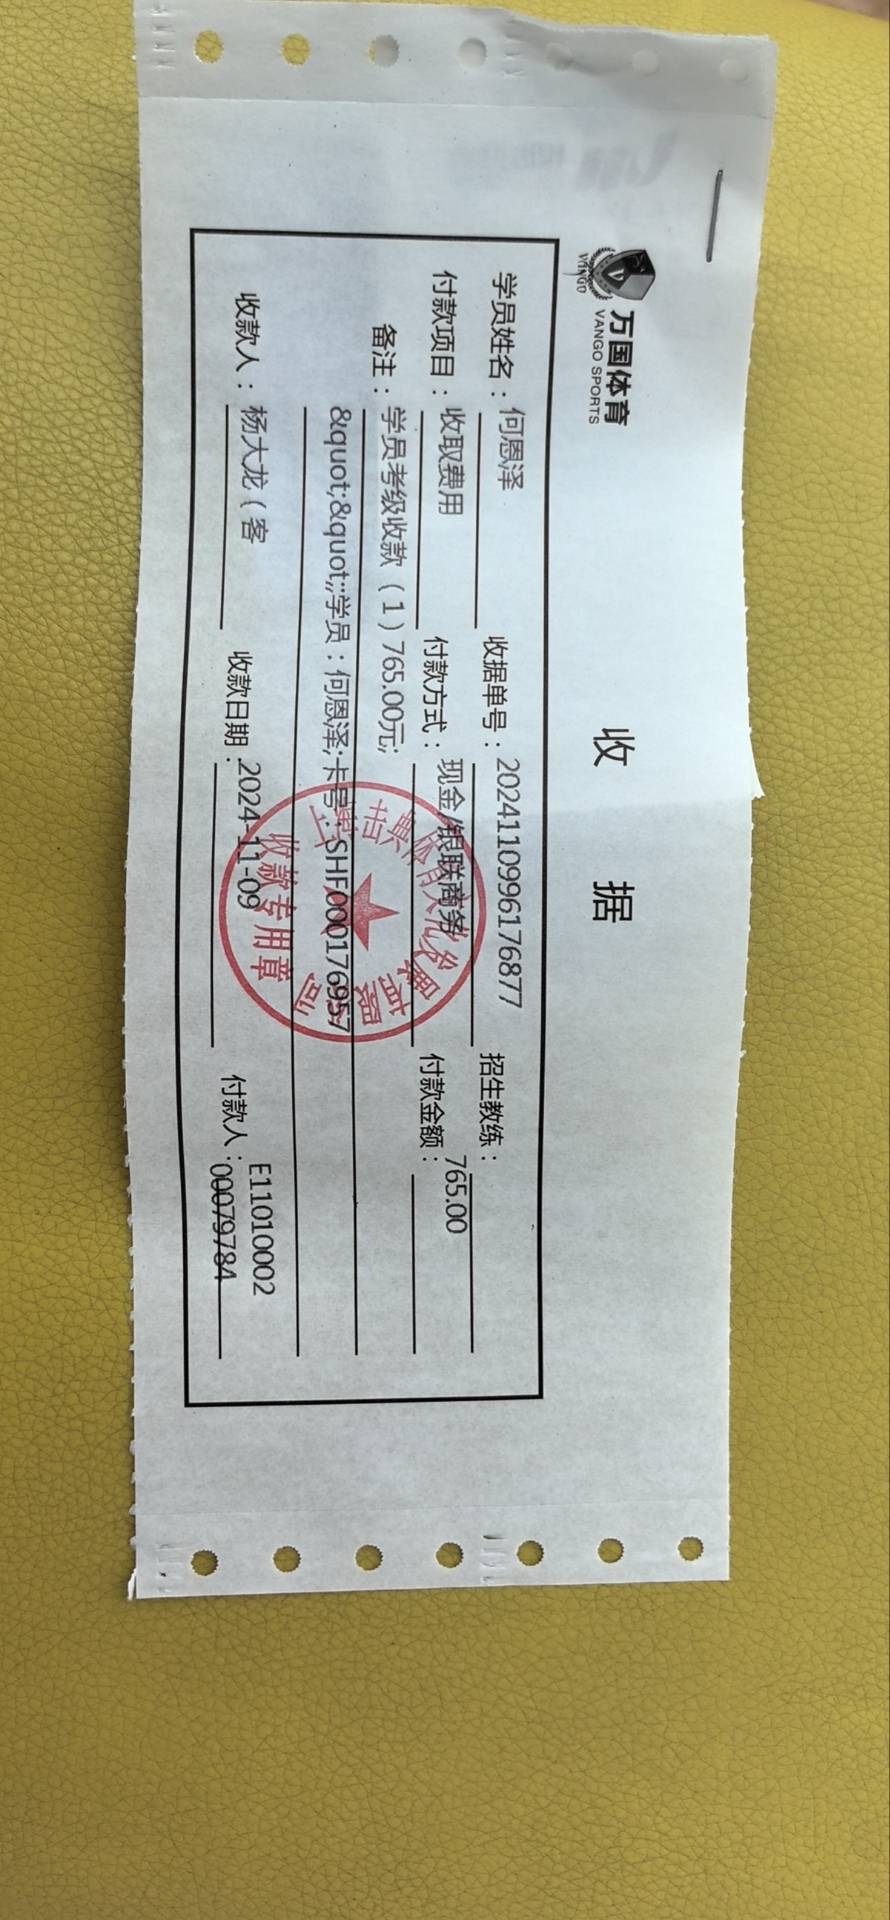 万国体育
VANGO SPORTS
VANGO
收 据
学员姓名：何恩泽 收据单号：20241109961768​77 招生教练：
付款项目：收取费用 付款方式：现金/银联商务 付款金额：765.00
备注：学员考级收款（1）765.00元;
&quot;&quot;;学员：何恩泽;卡号：SHF000176957
收款人：杨大龙（客 收款日期：2024-11-09 付款人：E11010002
00079784
收款专用章